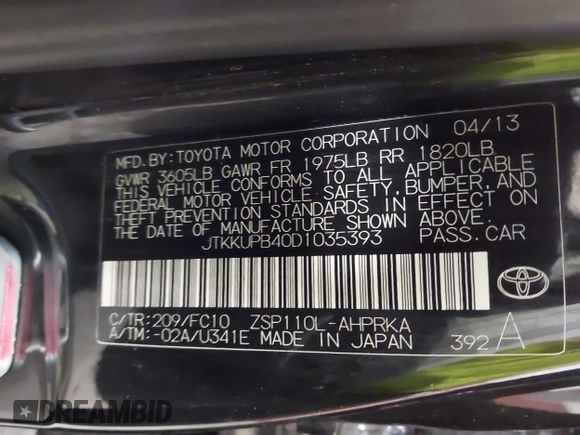 MFD.BY:TOYOTA MOTOR CORPORATION 04/13
GVWR 3605LB GAWR FR 1975LB RR 1820LB
THIS VEHICLE CONFORMS TO ALL APPLICABLE
FEDERAL MOTOR VEHICLE SAFETY,BUMPER,AND
THEFT PREVENTION STANDARDS IN EFFECT ON
THE DATE OF MANUFACTURE SHOWN ABOVE.
JTKKUPB40D1035393 PASS.CAR
C/TR:209/FC10 ZSP110L-AHPRKA
A/TM:-02A/U341E MADE IN JAPAN 392 A
DREAMBID